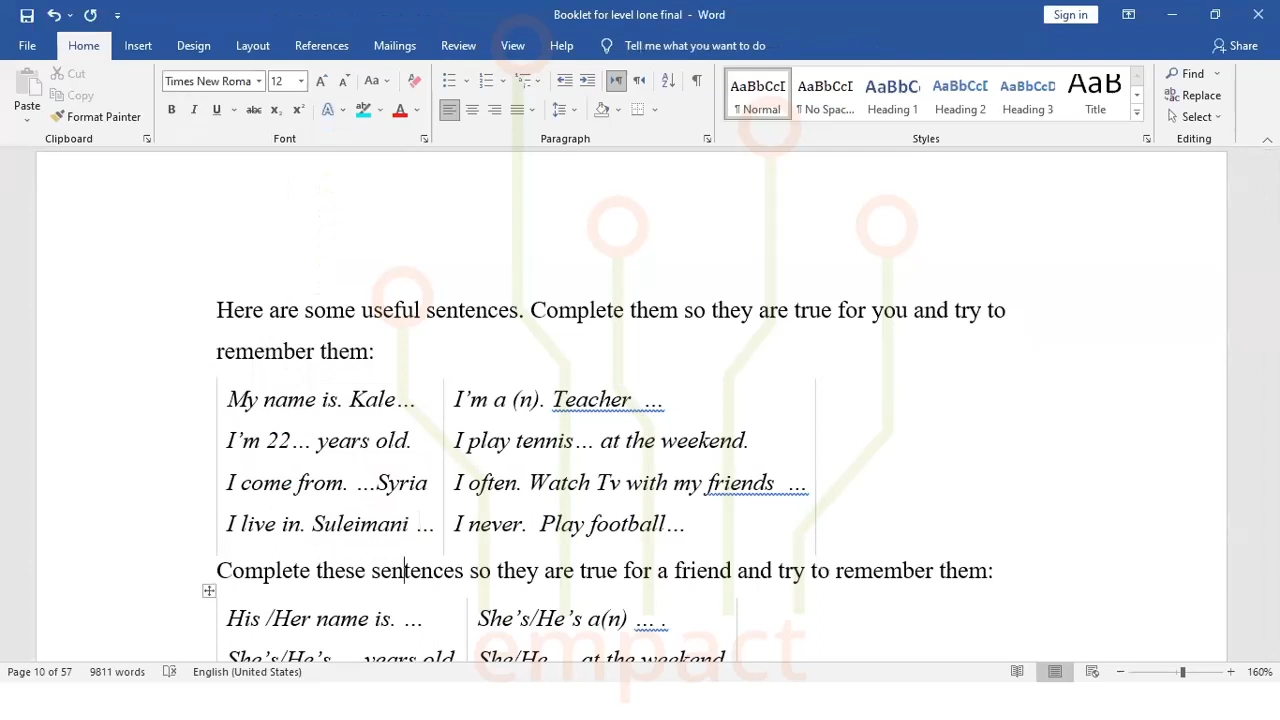 Booklet for level lone final - Word
Sign in
File Home Insert Design Layout References Mailings Review View Help Tell me what you want to do Share
Paste Cut Copy Format Painter
Times New Roma 12 Aa
B I U abc x₂ x² A A
AaBbCcI ¶ Normal
AaBbCcI ¶ No Spac...
AaBbC Heading 1
AaBbCcI Heading 2
AaBbCcD Heading 3
AaB Title
Find
Replace
Select
Clipboard Font Paragraph Styles Editing
Here are some useful sentences. Complete them so they are true for you and try to
remember them:
My name is. Kale… I’m a (n). Teacher …
I’m 22… years old. I play tennis… at the weekend.
I come from. …Syria I often. Watch Tv with my friends …
I live in. Suleimani … I never. Play football…
Complete these sentences so they are true for a friend and try to remember them:
His /Her name is. … She’s/He’s a(n) … .
She’s/He’s … years old She/He … at the weekend
empact
Page 10 of 57 9811 words English (United States) 160%